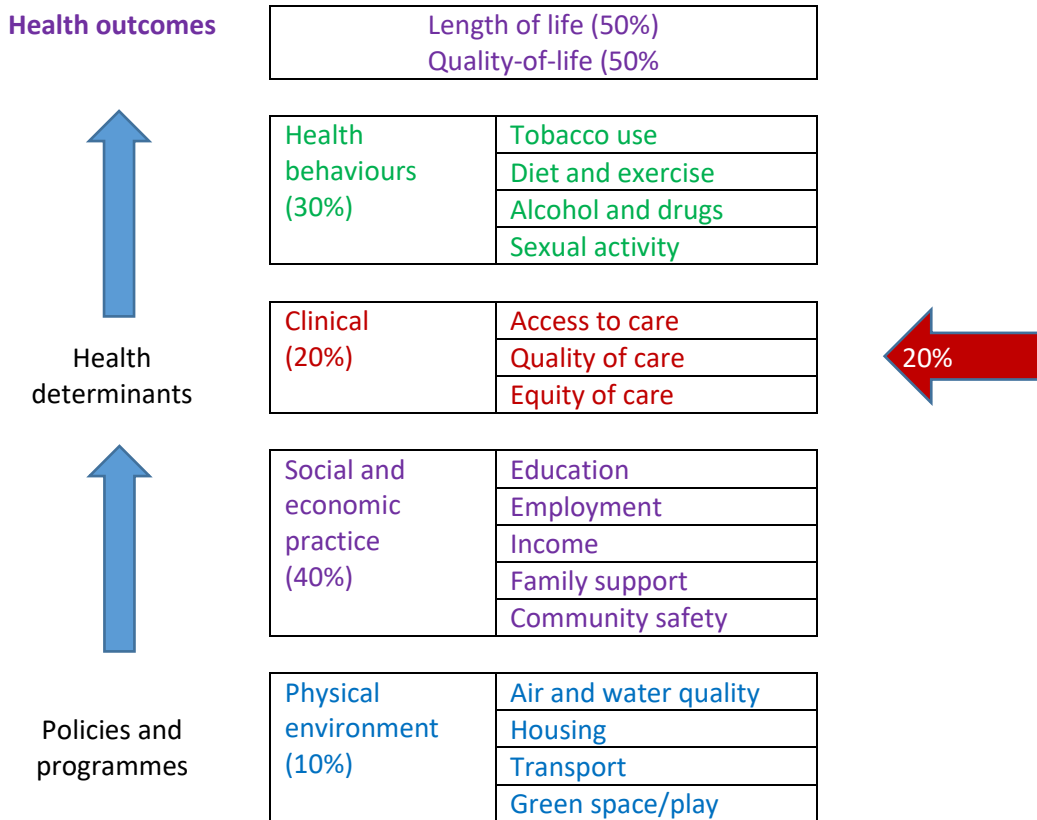 Health outcomes
Length of life (50%)
Quality-of-life (50%
Health
behaviours
(30%)
Tobacco use
Diet and exercise
Alcohol and drugs
Sexual activity
Health
determinants
Clinical
(20%)
Access to care
Quality of care
Equity of care
20%
Social and
economic
practice
(40%)
Education
Employment
Income
Family support
Community safety
Policies and
programmes
Physical
environment
(10%)
Air and water quality
Housing
Transport
Green space/play